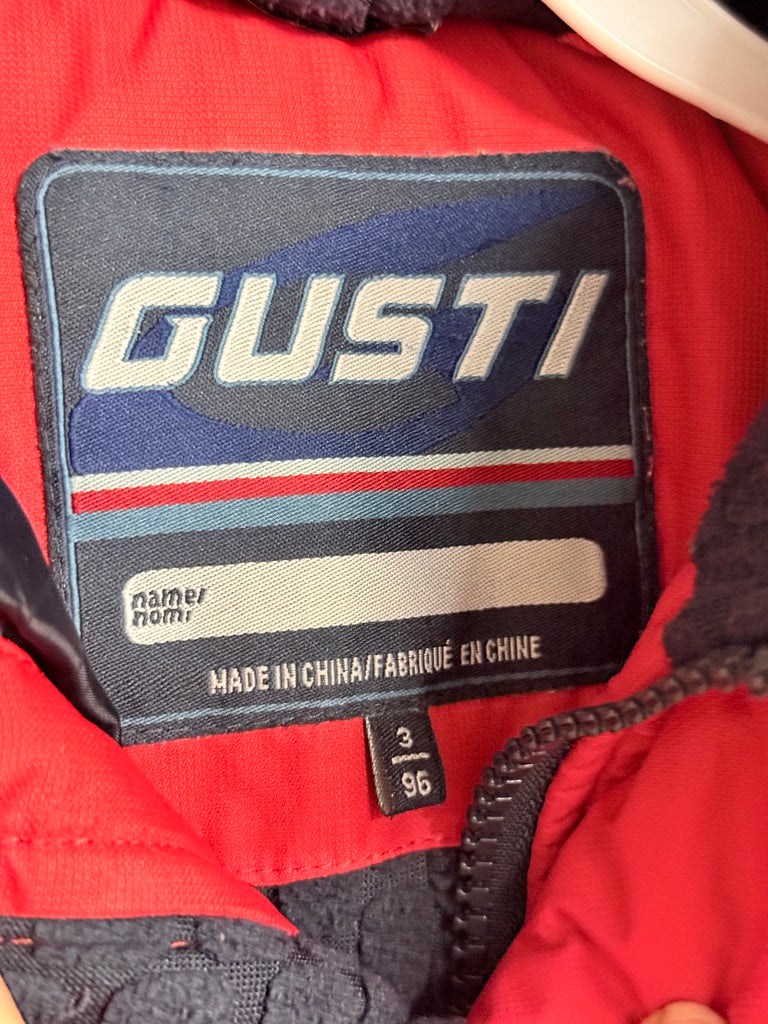 GUSTI
name/
nom:
MADE IN CHINA/FABRIQUÉ EN CHINE
3
96